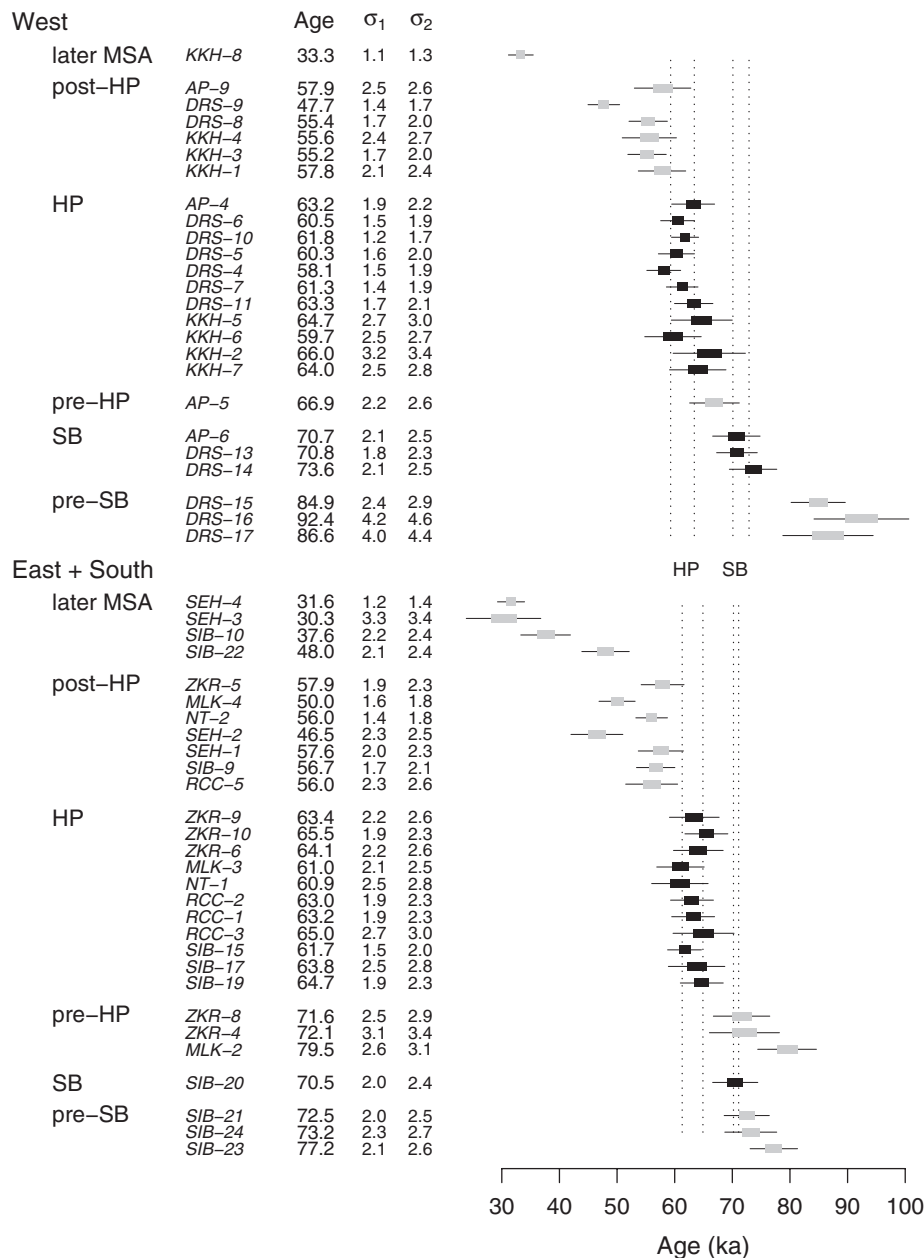 West Age σ1 σ2
later MSA KKH−8 33.3 1.1 1.3
post−HP AP−9 57.9 2.5 2.6
DRS−9 47.7 1.4 1.7
DRS−8 55.4 1.7 2.0
KKH−4 55.6 2.4 2.7
KKH−3 55.2 1.7 2.0
KKH−1 57.8 2.1 2.4
HP AP−4 63.2 1.9 2.2
DRS−6 60.5 1.5 1.9
DRS−10 61.8 1.2 1.7
DRS−5 60.3 1.6 2.0
DRS−4 58.1 1.5 1.9
DRS−7 61.3 1.4 1.9
DRS−11 63.3 1.7 2.1
KKH−5 64.7 2.7 3.0
KKH−6 59.7 2.5 2.7
KKH−2 66.0 3.2 3.4
KKH−7 64.0 2.5 2.8
pre−HP AP−5 66.9 2.2 2.6
SB AP−6 70.7 2.1 2.5
DRS−13 70.8 1.8 2.3
DRS−14 73.6 2.1 2.5
pre−SB DRS−15 84.9 2.4 2.9
DRS−16 92.4 4.2 4.6
DRS−17 86.6 4.0 4.4
East + South HP SB
later MSA SEH−4 31.6 1.2 1.4
SEH−3 30.3 3.3 3.4
SIB−10 37.6 2.2 2.4
SIB−22 48.0 2.1 2.4
post−HP ZKR−5 57.9 1.9 2.3
MLK−4 50.0 1.6 1.8
NT−2 56.0 1.4 1.8
SEH−2 46.5 2.3 2.5
SEH−1 57.6 2.0 2.3
SIB−9 56.7 1.7 2.1
RCC−5 56.0 2.3 2.6
HP ZKR−9 63.4 2.2 2.6
ZKR−10 65.5 1.9 2.3
ZKR−6 64.1 2.2 2.6
MLK−3 61.0 2.1 2.5
NT−1 60.9 2.5 2.8
RCC−2 63.0 1.9 2.3
RCC−1 63.2 1.9 2.3
RCC−3 65.0 2.7 3.0
SIB−15 61.7 1.5 2.0
SIB−17 63.8 2.5 2.8
SIB−19 64.7 1.9 2.3
pre−HP ZKR−8 71.6 2.5 2.9
ZKR−4 72.1 3.1 3.4
MLK−2 79.5 2.6 3.1
SB SIB−20 70.5 2.0 2.4
pre−SB SIB−21 72.5 2.0 2.5
SIB−24 73.2 2.3 2.7
SIB−23 77.2 2.1 2.6
30 40 50 60 70 80 90 100
Age (ka)